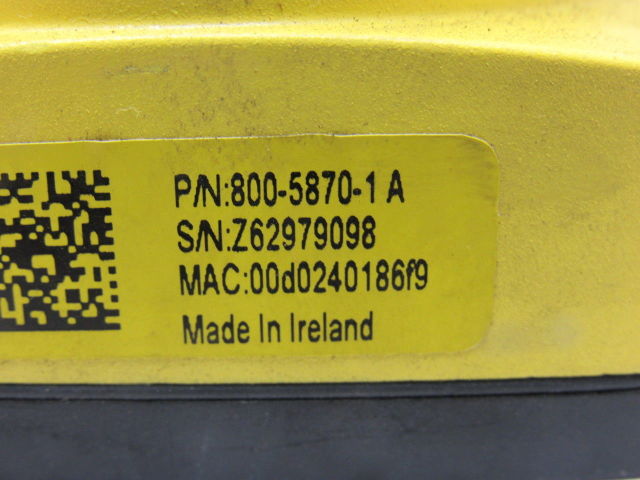 P/N:800-5870-1 A
S/N:Z62979098
MAC:00d0240186f9
Made In Ireland